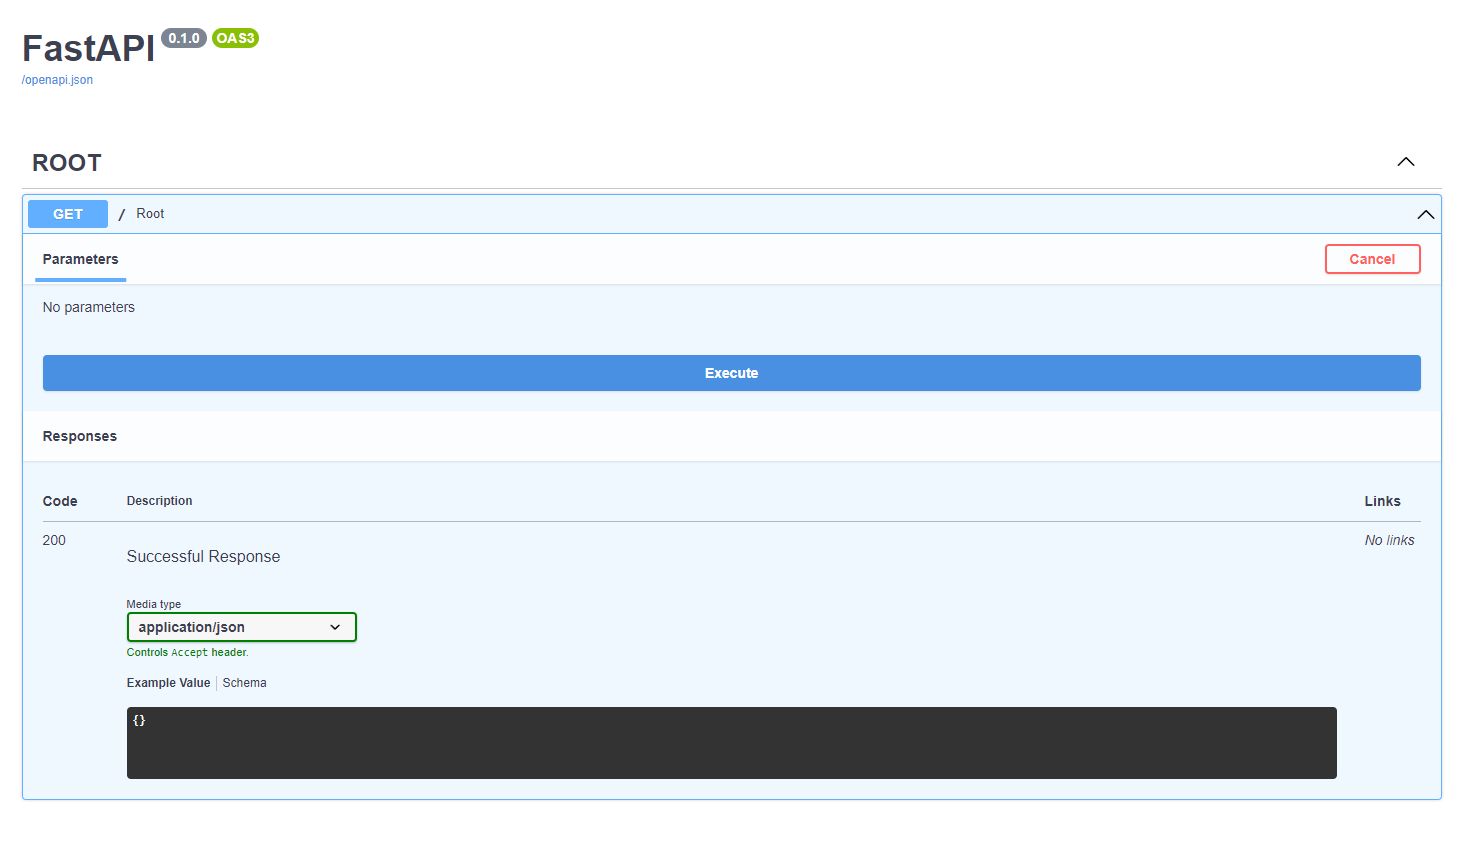 FastAPI 0.1.0 OAS3
/openapi.json
ROOT
GET / Root
Parameters Cancel
No parameters
Execute
Responses
Code Description Links
200 No links
Successful Response
Media type
application/json
Controls Accept header.
Example Value Schema
{}